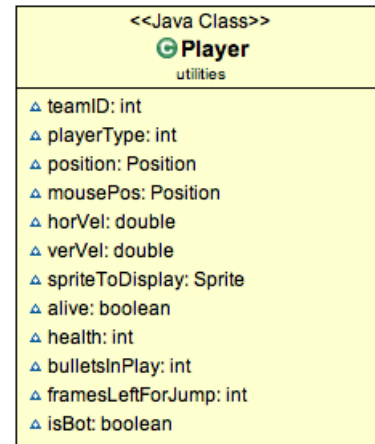 <<Java Class>>
Player
utilities
teamID: int
playerType: int
position: Position
mousePos: Position
horVel: double
verVel: double
spriteToDisplay: Sprite
alive: boolean
health: int
bulletsInPlay: int
framesLeftForJump: int
isBot: boolean